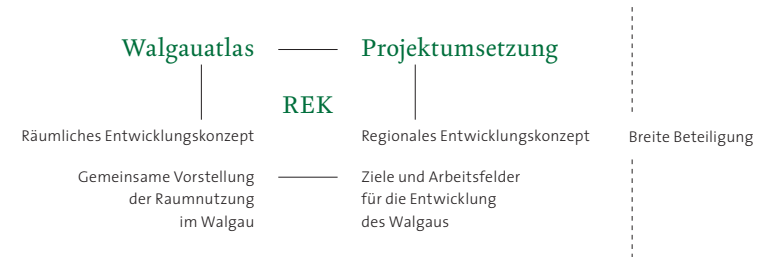 Walgauatlas
Projektumsetzung
REK
Räumliches Entwicklungskonzept
Regionales Entwicklungskonzept
Breite Beteiligung
Gemeinsame Vorstellung
der Raumnutzung
im Walgau
Ziele und Arbeitsfelder
für die Entwicklung
des Walgaus